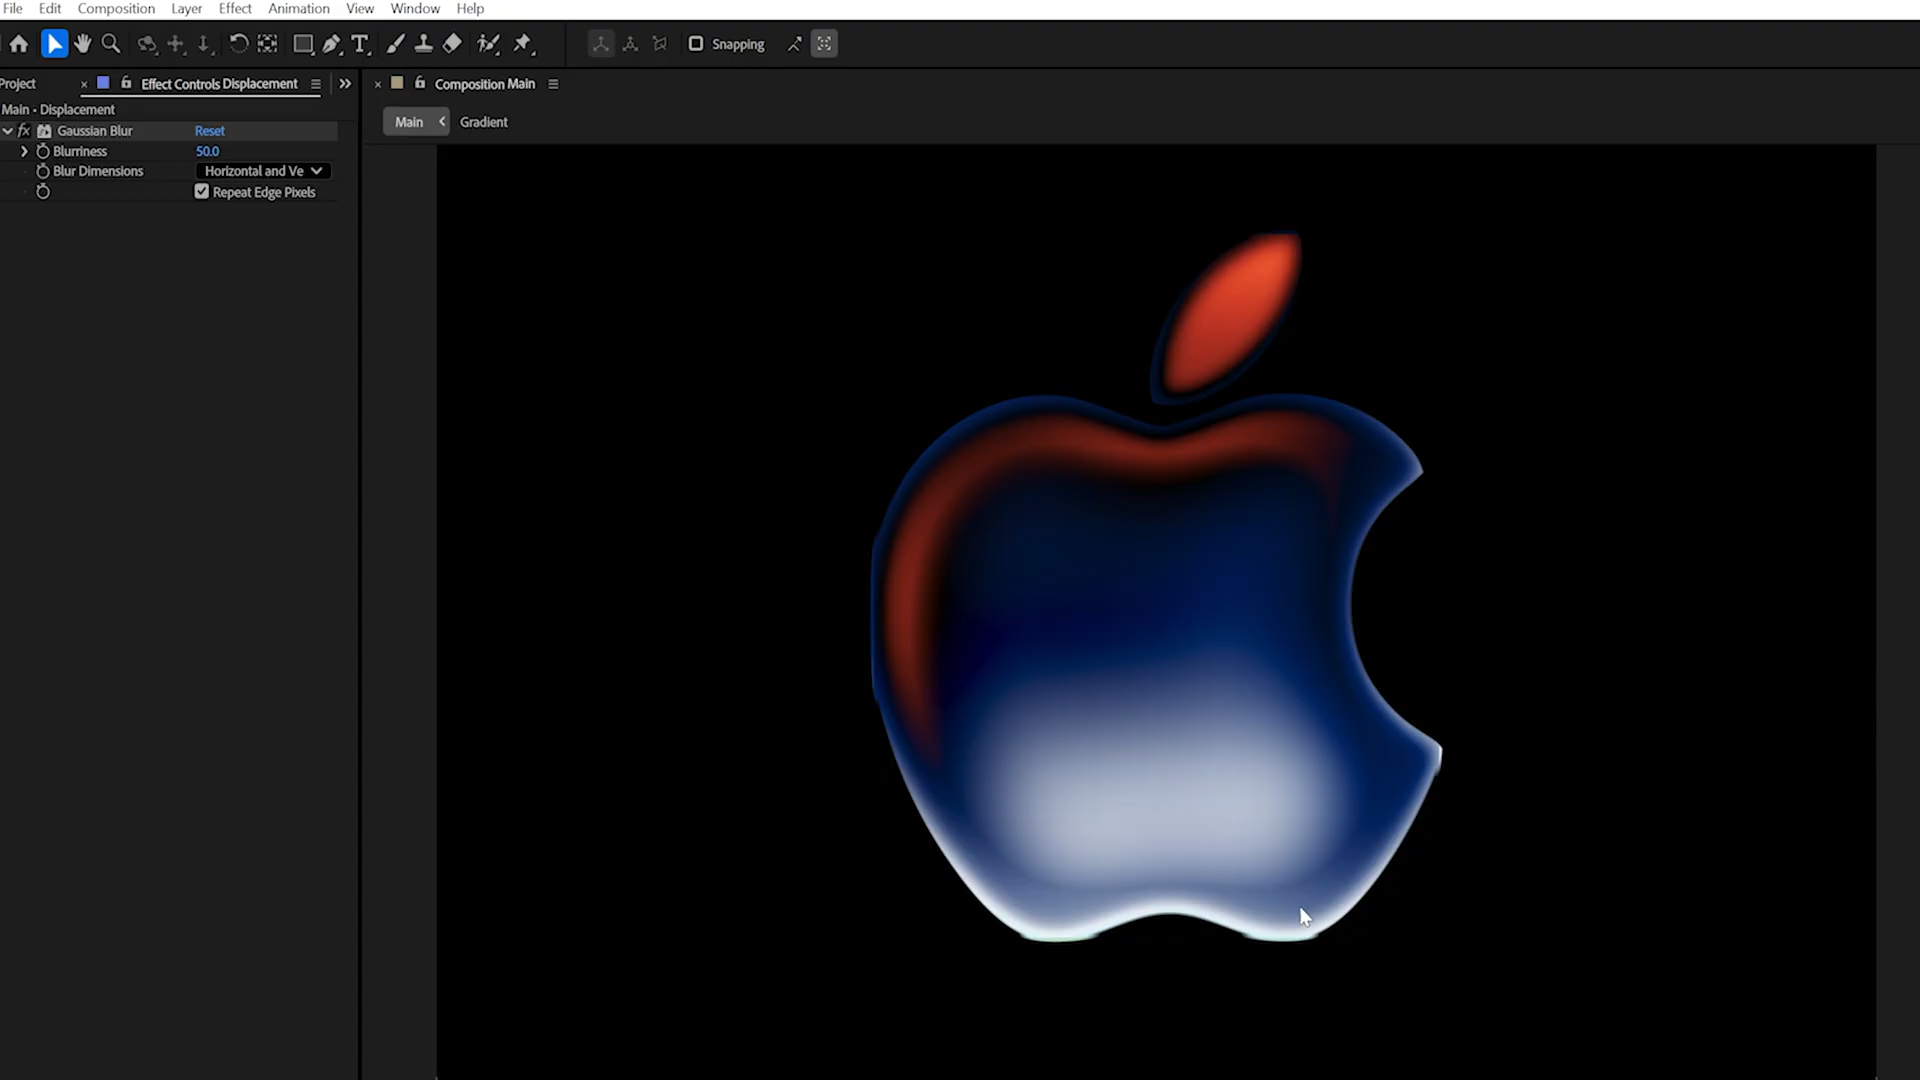 File Edit Composition Layer Effect Animation View Window Help
Snapping
Project Effect Controls Displacement
Composition Main
Main - Displacement
Main Gradient
fx Gaussian Blur Reset
Blurriness 50.0
Blur Dimensions Horizontal and Ve
Repeat Edge Pixels